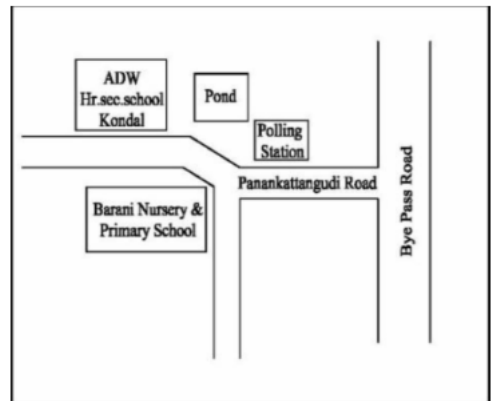 ADW
Hr.sec.school
Kondal
Pond
Polling
Station
Panankattangudi Road
Barani Nursery &
Primary School
Bye Pass Road